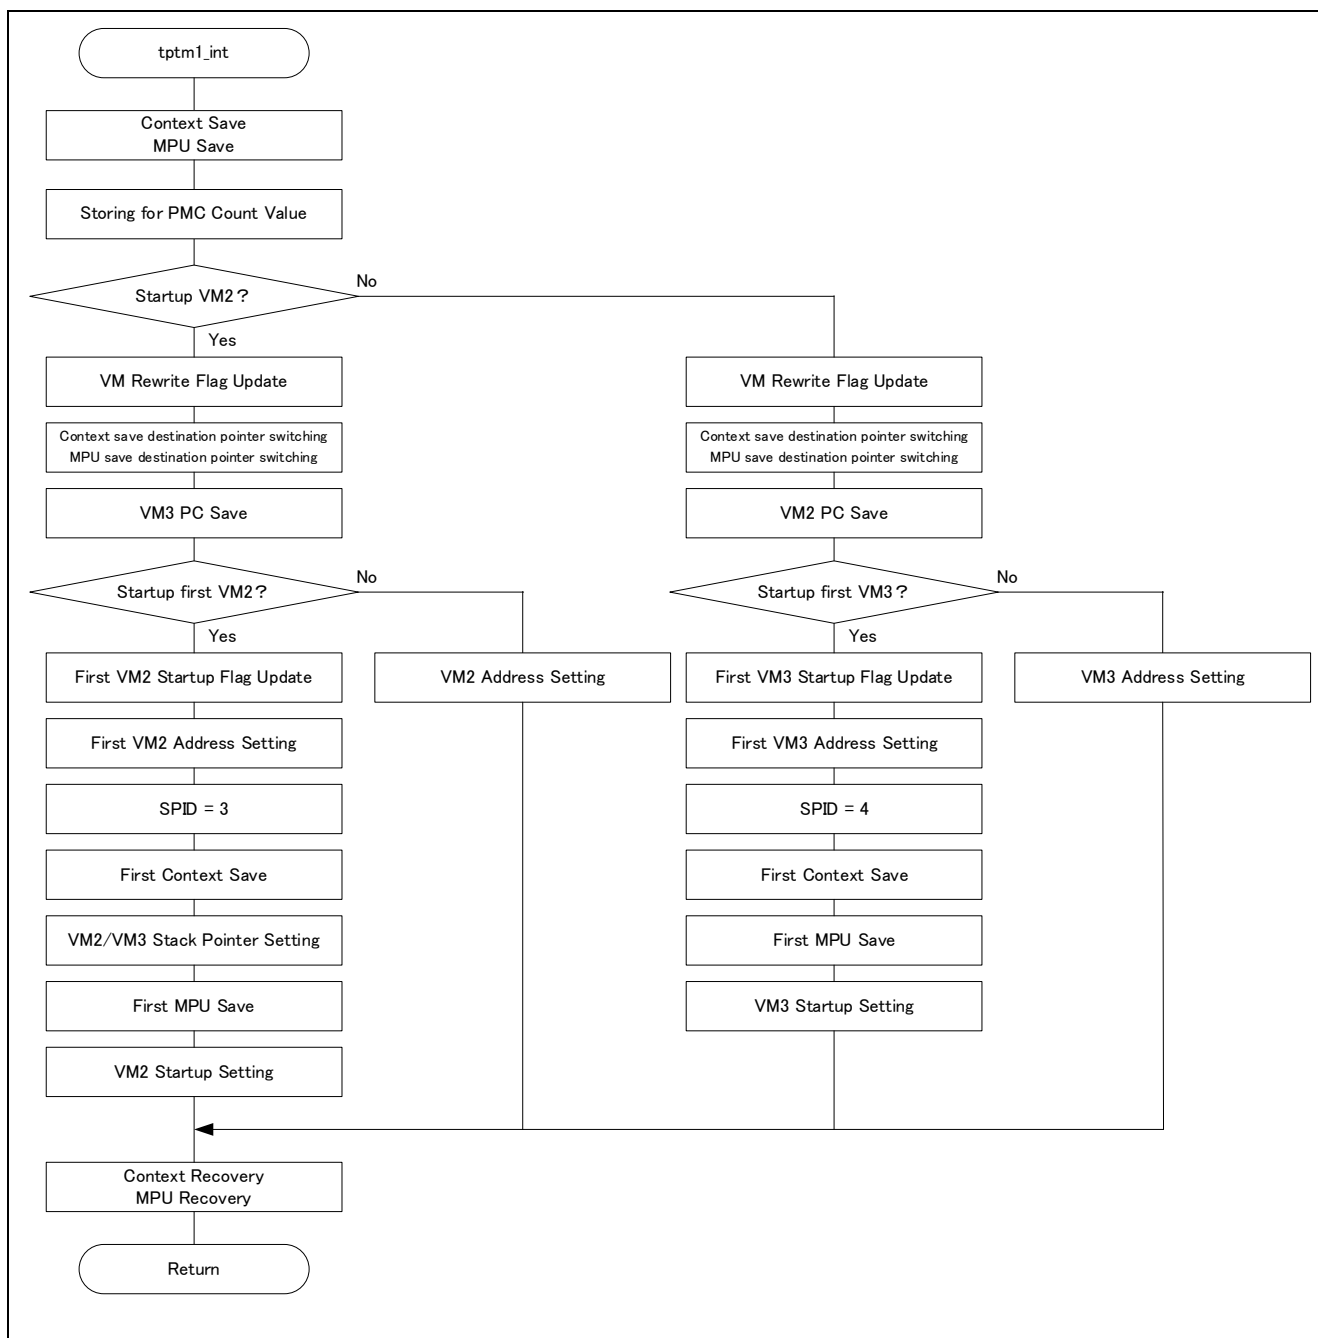 tptm1_int
Context Save
MPU Save
Storing for PMC Count Value
Startup VM2?
No
Yes
VM Rewrite Flag Update
Context save destination pointer switching
MPU save destination pointer switching
VM3 PC Save
Startup first VM2?
No
Yes
First VM2 Startup Flag Update
First VM2 Address Setting
SPID = 3
First Context Save
VM2/VM3 Stack Pointer Setting
First MPU Save
VM2 Startup Setting
VM2 Address Setting
VM Rewrite Flag Update
Context save destination pointer switching
MPU save destination pointer switching
VM2 PC Save
Startup first VM3?
No
Yes
First VM3 Startup Flag Update
First VM3 Address Setting
SPID = 4
First Context Save
First MPU Save
VM3 Startup Setting
VM3 Address Setting
Context Recovery
MPU Recovery
Return